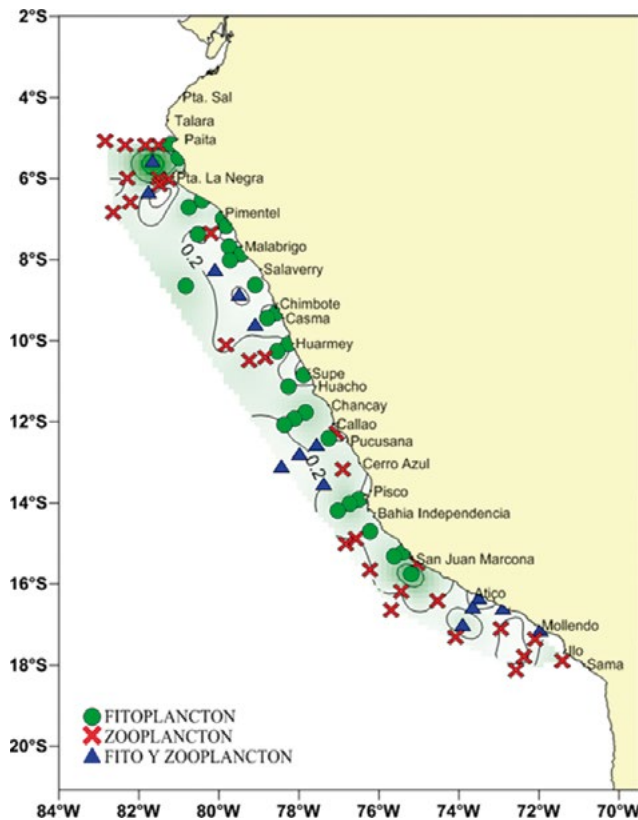 2°S
4°S
Pta. Sal
Talara
Paita
6°S
Pta. La Negra
Pimentel
Malabrigo
8°S
0.2
Salaverry
Chimbote
Casma
10°S
Huarmey
Supe
Huacho
Chancay
12°S
Callao
Pucusana
0.2
Cerro Azul
Pisco
14°S
Bahia Independencia
San Juan Marcona
16°S
Atico
Mollendo
Ilo
18°S
Sama
FITOPLANCTON
ZOOPLANCTON
20°S
FITO Y ZOOPLANCTON
84°W 82°W 80°W 78°W 76°W 74°W 72°W 70°W